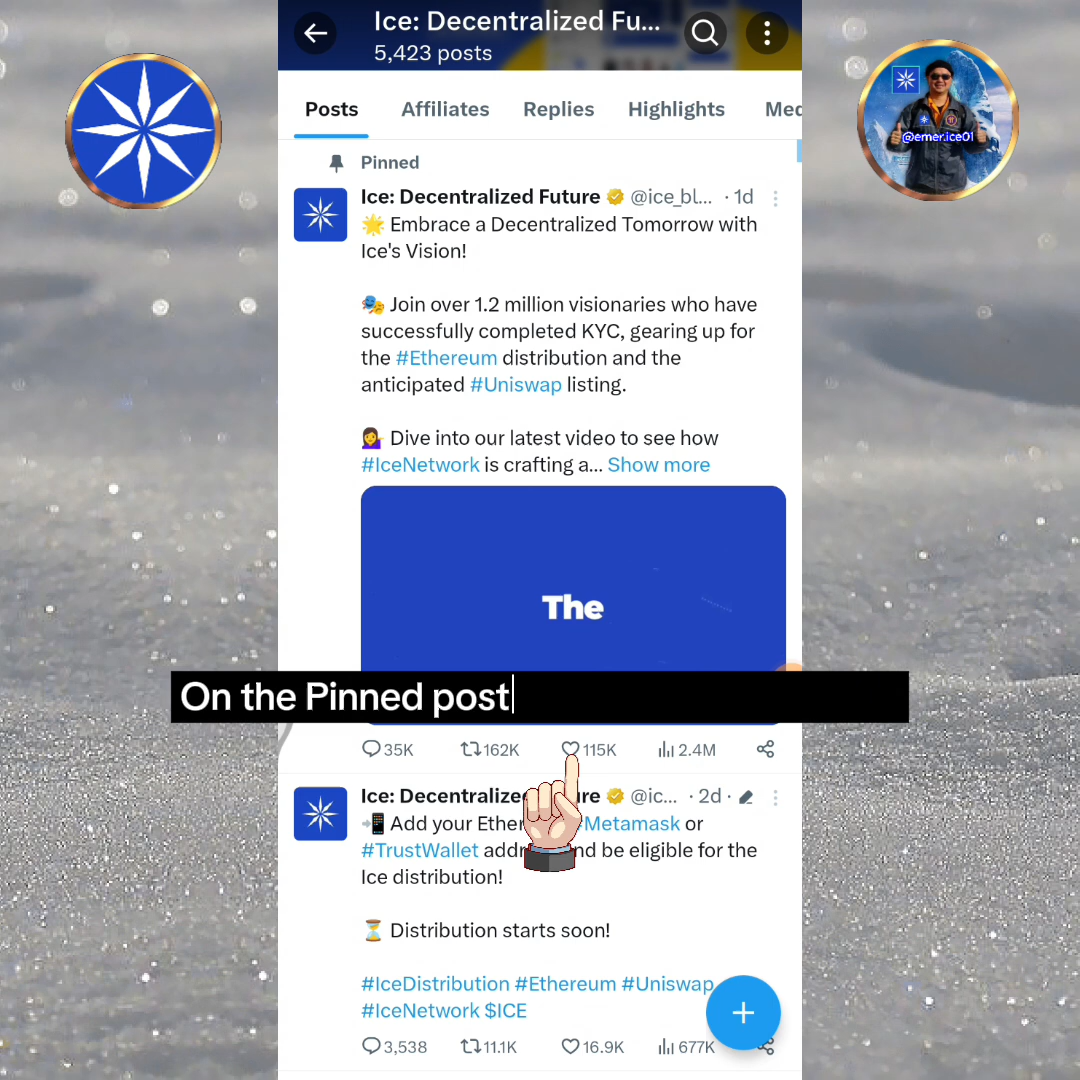 Ice: Decentralized Fu...
5,423 posts
Posts Affiliates Replies Highlights Med
@emer.ice01
Pinned
Ice: Decentralized Future @ice_bl... · 1d
🌟 Embrace a Decentralized Tomorrow with
Ice's Vision!
🎭 Join over 1.2 million visionaries who have
successfully completed KYC, gearing up for
the #Ethereum distribution and the
anticipated #Uniswap listing.
💁‍♀️ Dive into our latest video to see how
#IceNetwork is crafting a... Show more
The
On the Pinned post
35K 162K 115K 2.4M
Ice: Decentralize re @ic... · 2d ·
📲 Add your Ether Metamask or
#TrustWallet addr nd be eligible for the
Ice distribution!
⏳ Distribution starts soon!
#IceDistribution #Ethereum #Uniswap
#IceNetwork $ICE
3,538 11.1K 16.9K 677K